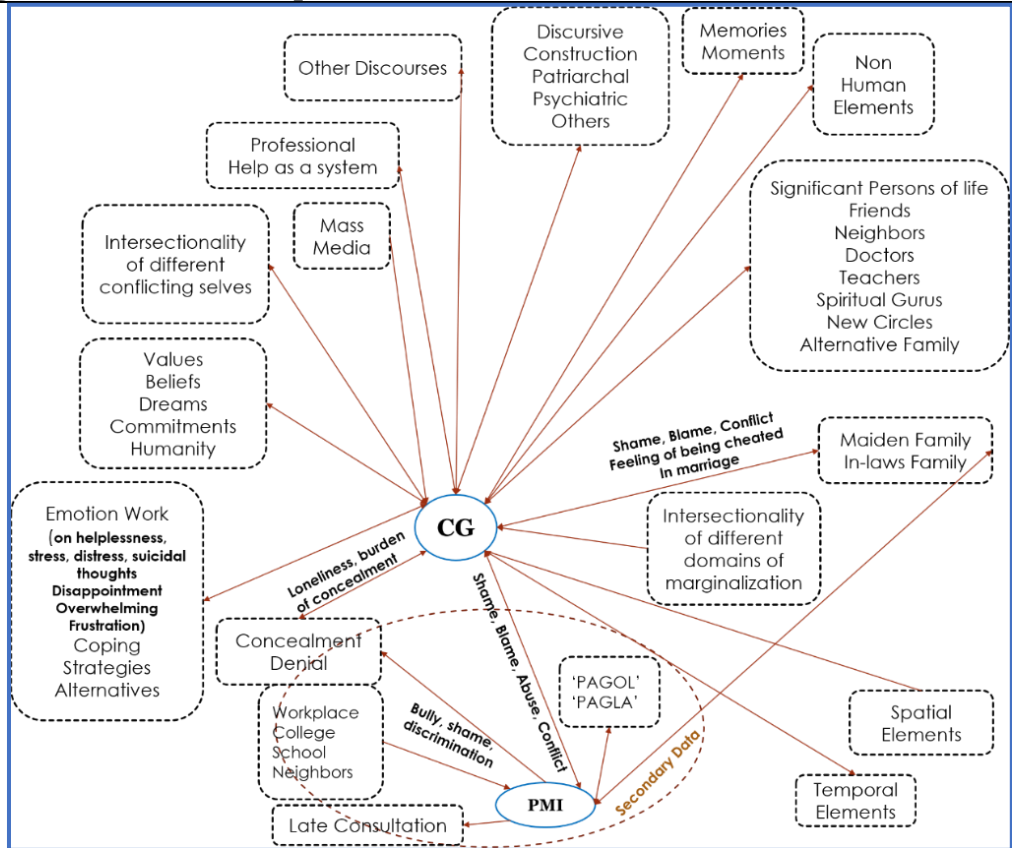 Other Discourses
Discursive
Construction
Patriarchal
Psychiatric
Others
Memories
Moments
Non
Human
Elements
Professional
Help as a system
Mass
Media
Intersectionality
of different
conflicting selves
Significant Persons of life
Friends
Neighbors
Doctors
Teachers
Spiritual Gurus
New Circles
Alternative Family
Values
Beliefs
Dreams
Commitments
Humanity
Shame, Blame, Conflict
Feeling of being cheated
In marriage
Maiden Family
In-laws Family
Emotion Work
(on helplessness,
stress, distress, suicidal
thoughts
Disappointment
Overwhelming
Frustration)
Coping
Strategies
Alternatives
CG
Intersectionality
of different
domains of
marginalization
Loneliness, burden
of concealment
Shame, Blame, Abuse, Conflict
Concealment
Denial
'PAGOL'
'PAGLA'
Workplace
College
School
Neighbors
Bully, shame,
discrimination
Secondary Data
Spatial
Elements
Temporal
Elements
PMI
Late Consultation